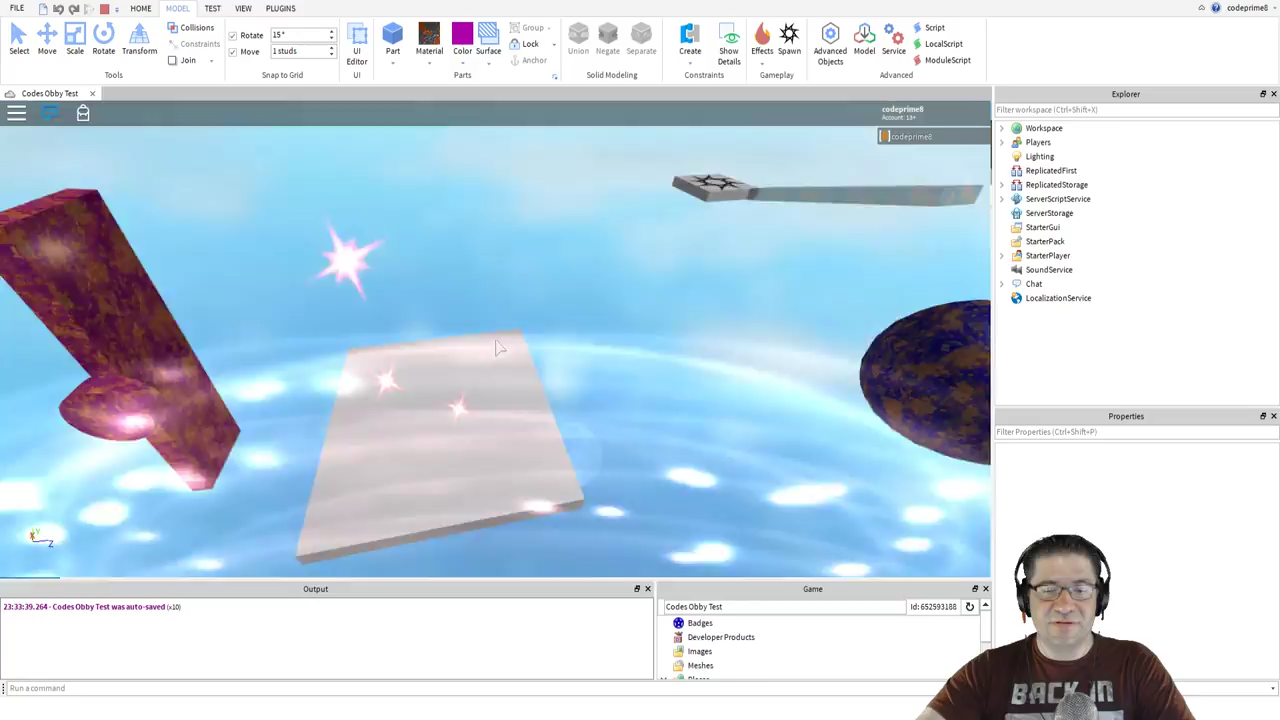 FILE HOME MODEL TEST VIEW PLUGINS codeprime8
Select Move Scale Rotate Transform Collisions Constraints Join Tools
Rotate 15° Move 1 studs Snap to Grid
UI Editor UI
Part Material Color Surface Group Lock Anchor Parts
Union Negate Separate Solid Modeling
Create Show Details Constraints
Effects Spawn Gameplay
Advanced Objects Model Service Script LocalScript ModuleScript Advanced
Codes Obby Test
codeprime8
Account: 13+
codeprime8
Explorer
Filter workspace (Ctrl+Shift+X)
Workspace
Players
Lighting
ReplicatedFirst
ReplicatedStorage
ServerScriptService
ServerStorage
StarterGui
StarterPack
StarterPlayer
SoundService
Chat
LocalizationService
Properties
Filter Properties (Ctrl+Shift+P)
Y
Z
Output
23:33:39.264 - Codes Obby Test was auto-saved (x10)
Game
Codes Obby Test Id: 652593188
Badges
Developer Products
Images
Meshes
Run a command
BACK IN